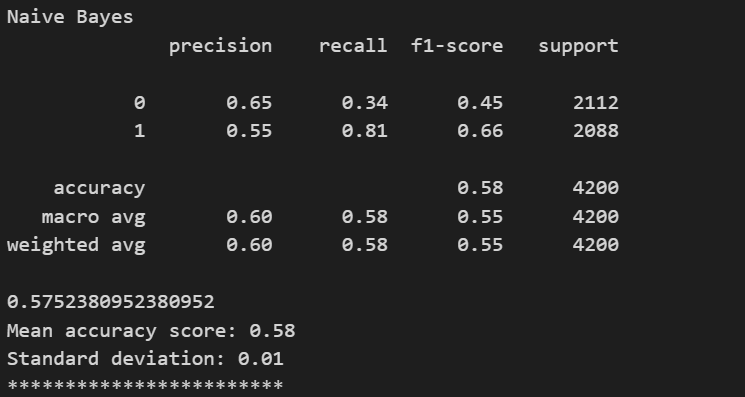 Naive Bayes
precision recall f1-score support
0 0.65 0.34 0.45 2112
1 0.55 0.81 0.66 2088
accuracy 0.58 4200
macro avg 0.60 0.58 0.55 4200
weighted avg 0.60 0.58 0.55 4200
0.5752380952380952
Mean accuracy score: 0.58
Standard deviation: 0.01
************************